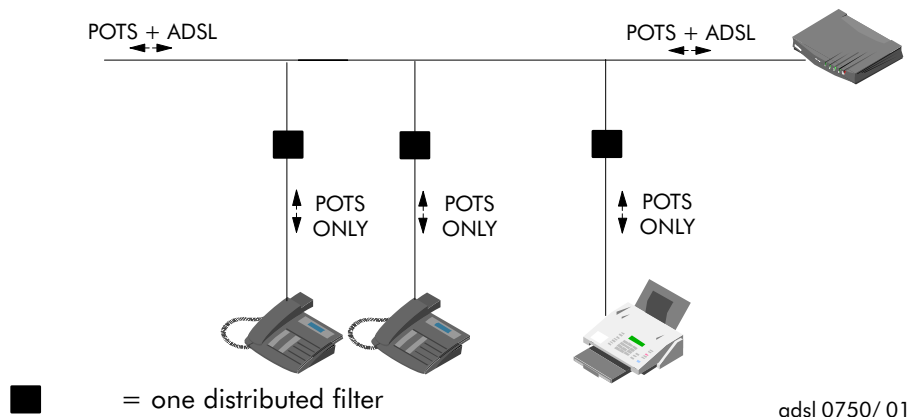 POTS + ADSL
POTS + ADSL
POTS
ONLY
POTS
ONLY
POTS
ONLY
= one distributed filter
adsl 0750/01